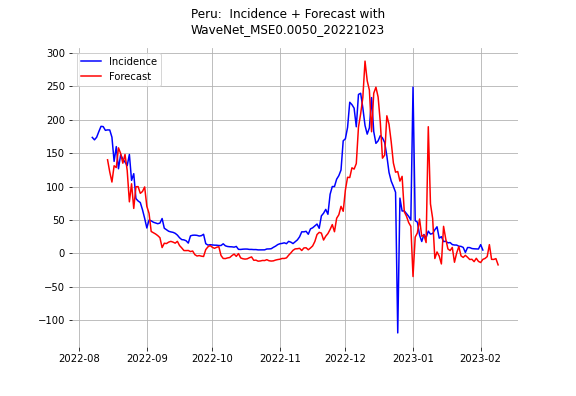 Peru:  Incidence + Forecast with
WaveNet_MSE0.0050_20221023
Incidence
Forecast
300
250
200
150
100
50
0
−50
−100
2022-08 2022-09 2022-10 2022-11 2022-12 2023-01 2023-02